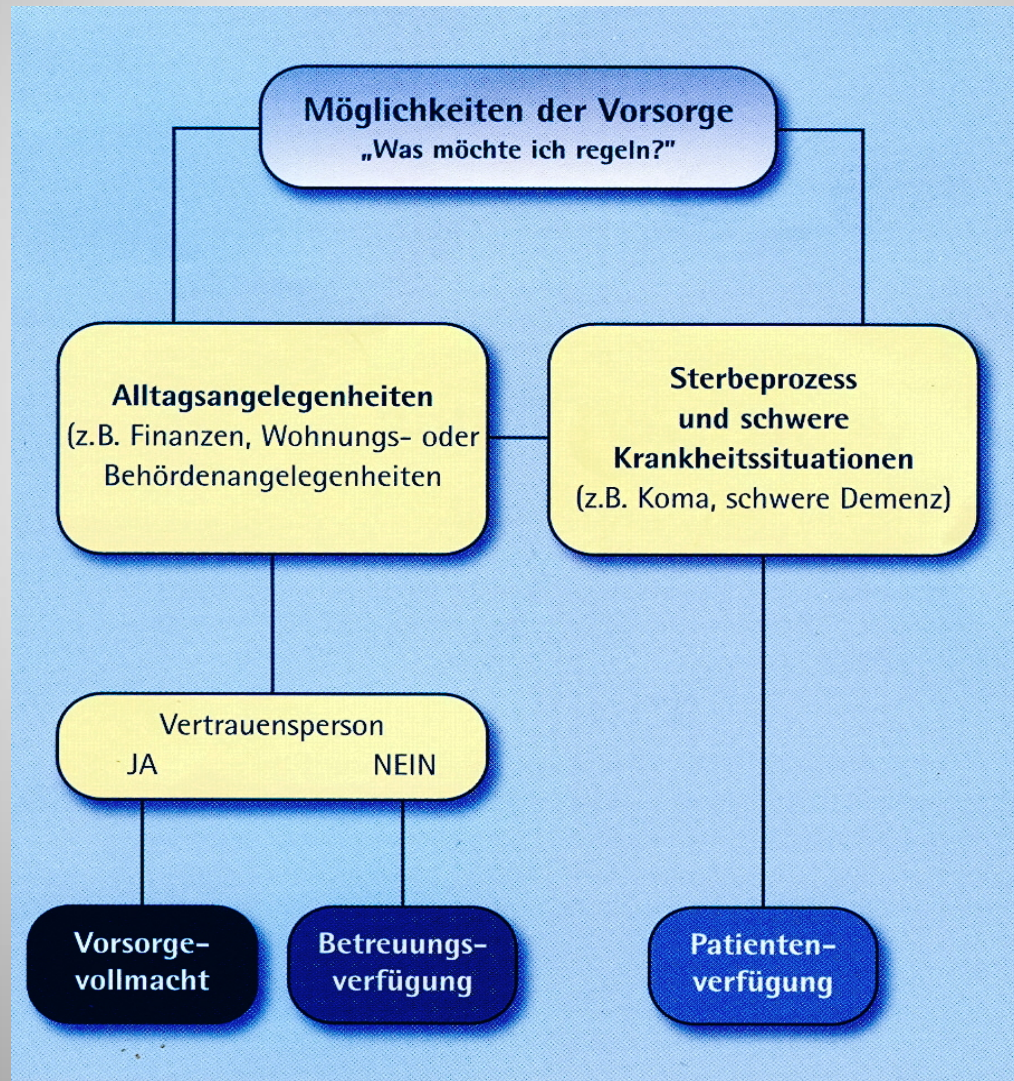 Möglichkeiten der Vorsorge
„Was möchte ich regeln?"
Alltagsangelegenheiten
(z.B. Finanzen, Wohnungs- oder
Behördenangelegenheiten
Sterbeprozess
und schwere
Krankheitssituationen
(z.B. Koma, schwere Demenz)
Vertrauensperson
JA NEIN
Vorsorge-
vollmacht
Betreuungs-
verfügung
Patienten-
verfügung